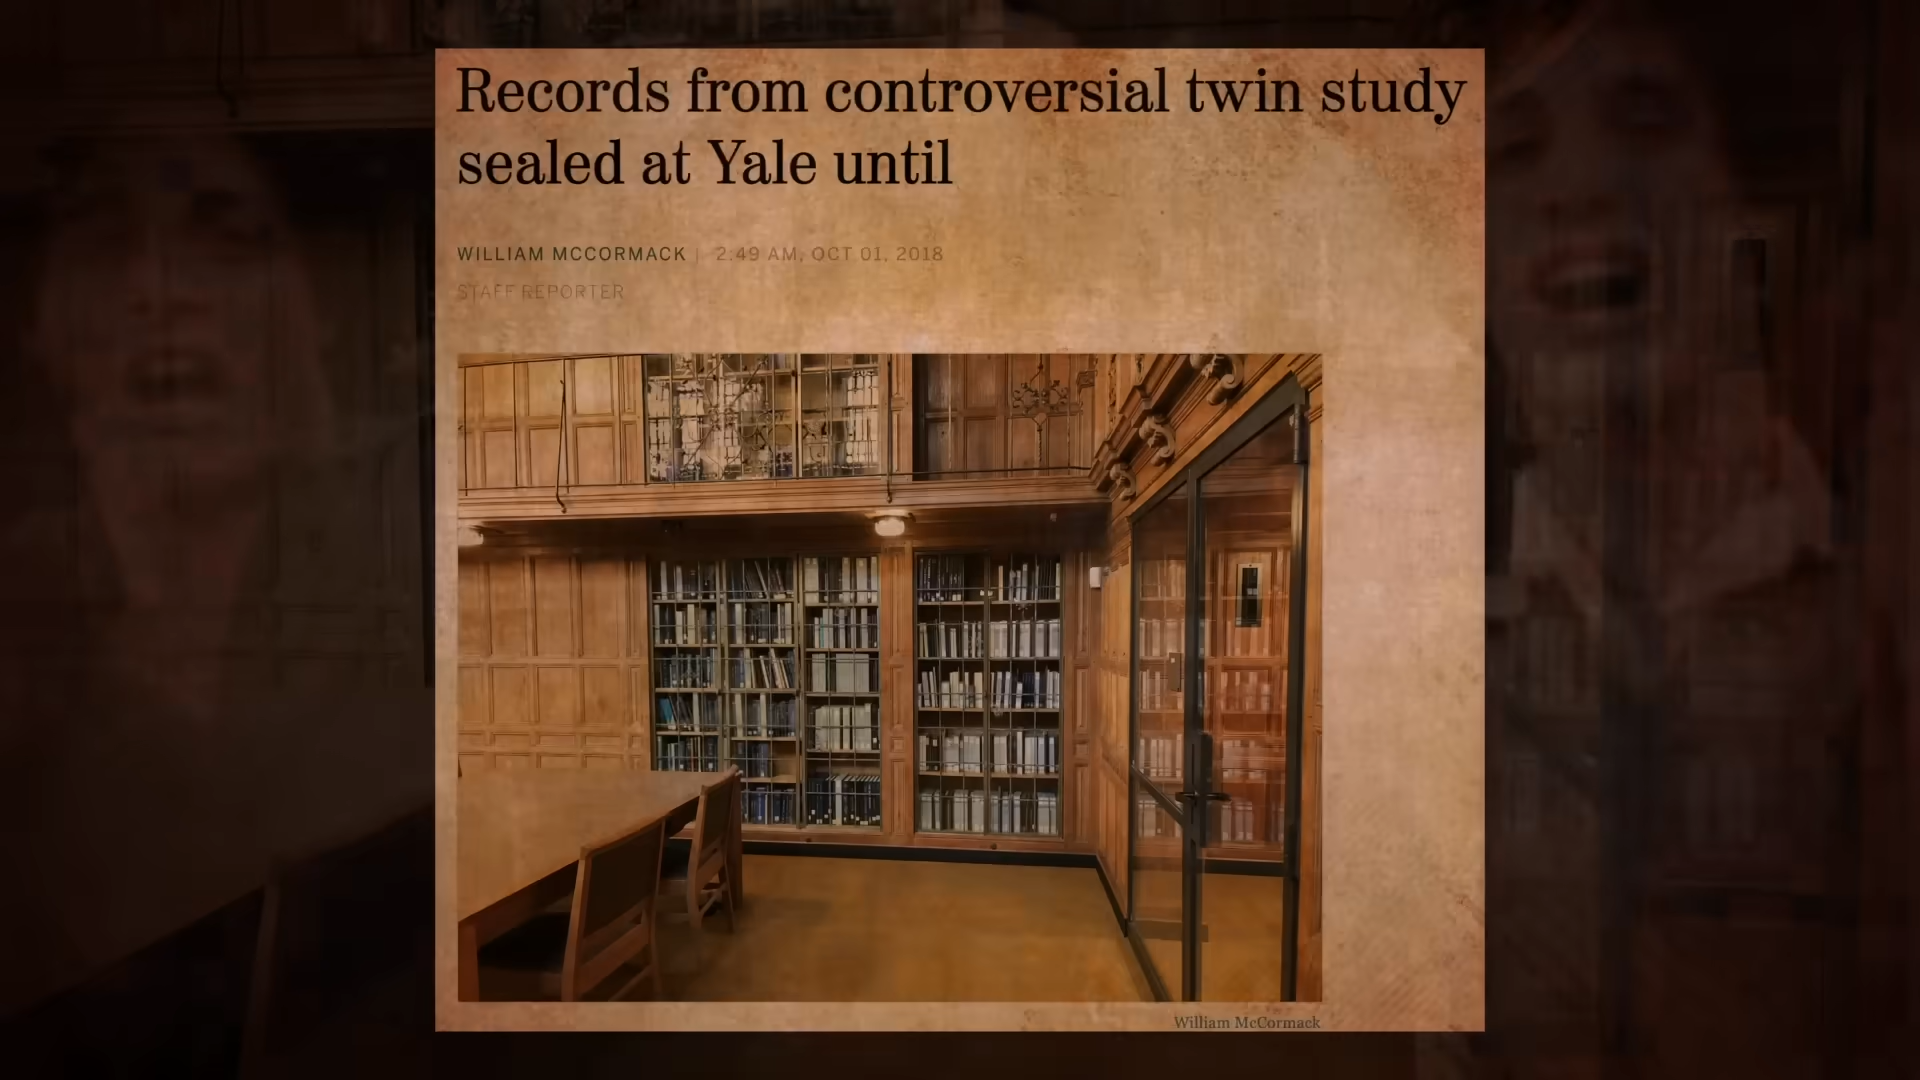 Records from controversial twin study
sealed at Yale until
WILLIAM MCCORMACK | 2:49 AM, OCT 01, 2018
STAFF REPORTER
William McCormack